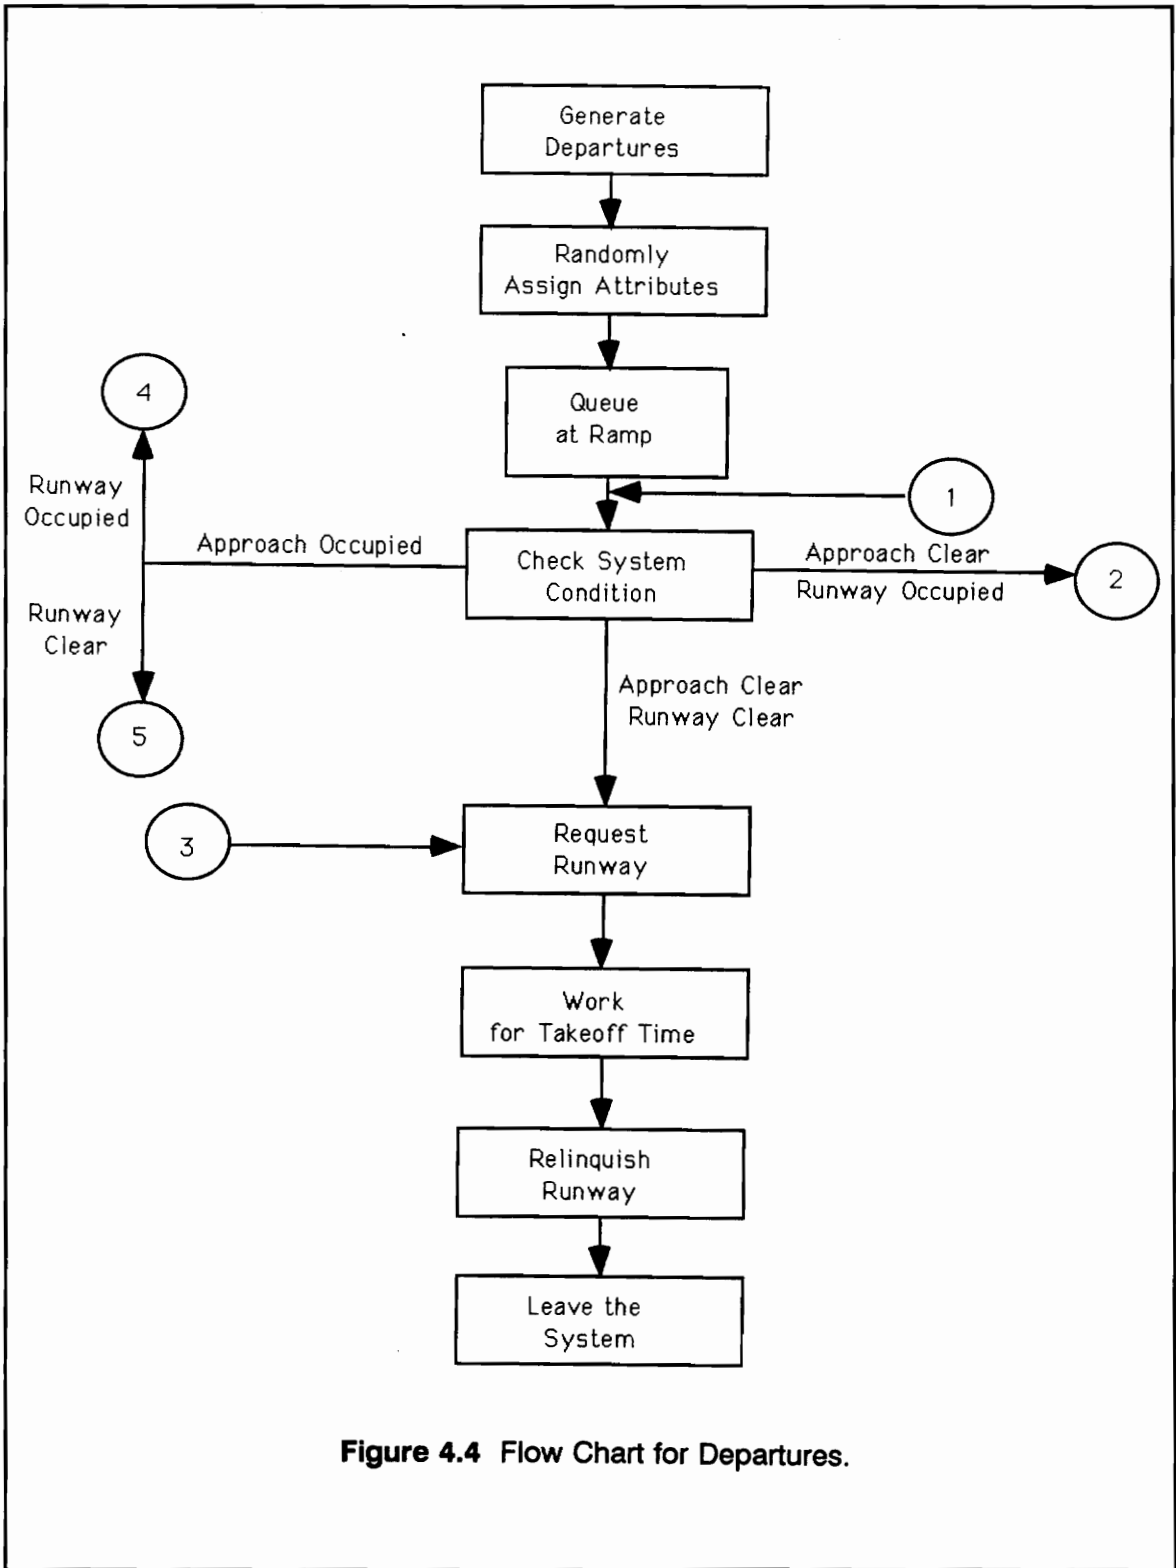 Generate
Departures
Randomly
Assign Attributes
Queue
at Ramp
4
1
Runway
Occupied
Approach Occupied
Check System
Condition
Approach Clear
Runway Occupied
2
Runway
Clear
5
Approach Clear
Runway Clear
3
Request
Runway
Work
for Takeoff Time
Relinquish
Runway
Leave the
System
Figure 4.4 Flow Chart for Departures.